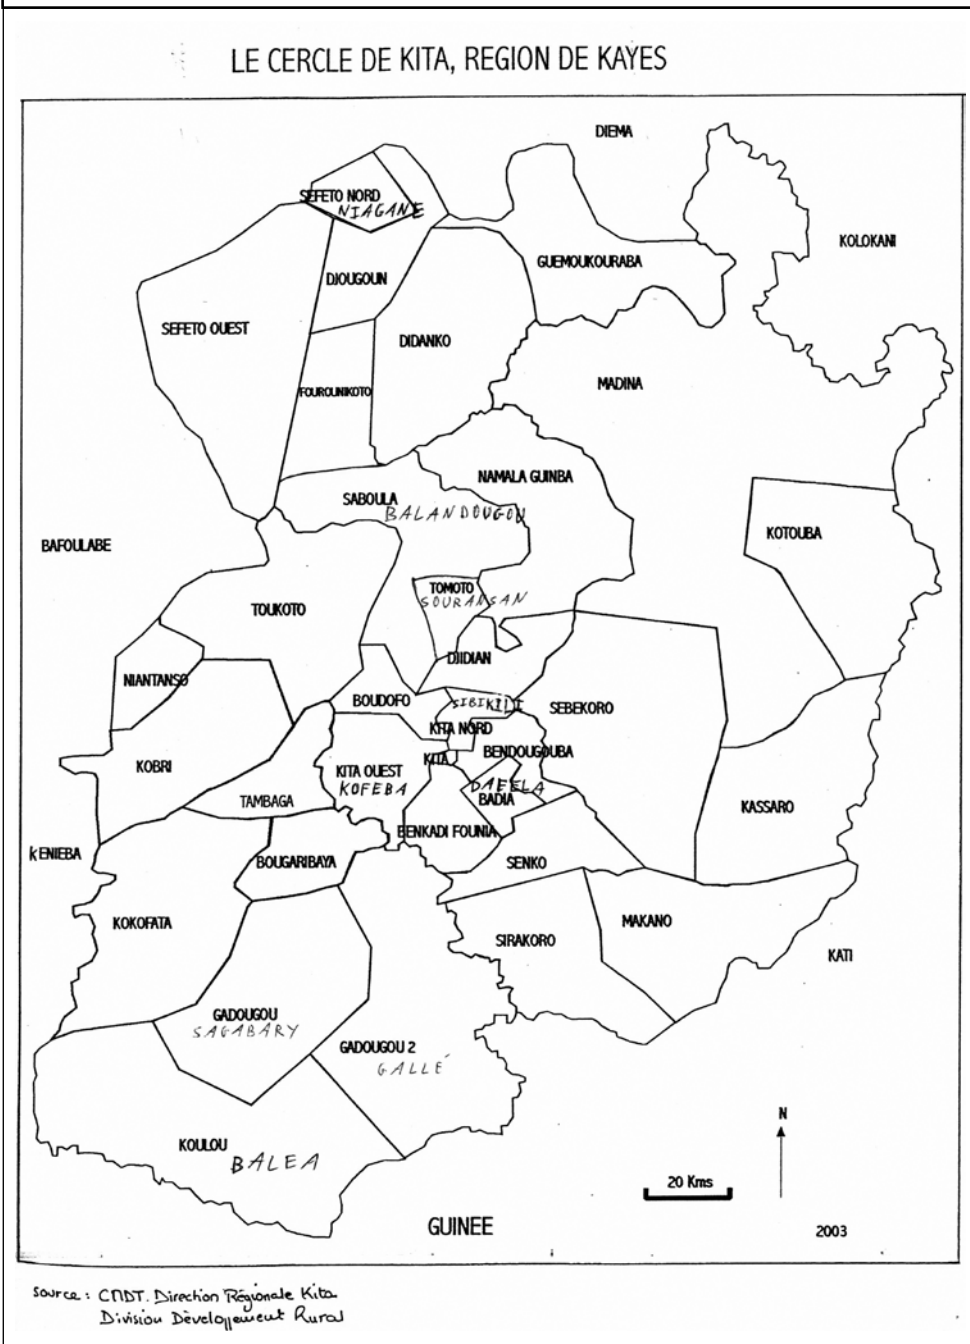 LE CERCLE DE KITA, REGION DE KAYES
DIEMA
SEFETO NORD
NIAGANE
KOLOKANI
GUEMOUKOURABA
DJOUGOUN
SEFETO OUEST
DIDANKO
MADINA
FOUROUNIKOTO
NAMALA GUINBA
SABOULA
BALANDOUGOU
KOTOUBA
BAFOULABE
TOMOTO
SOURANSAN
TOUKOTO
DJIDIAN
NIANTANSO
BOUDOFO
SIBIKILI
SEBEKORO
KITA NORD
BENDOUGOUBA
KITA
KOBRI
KITA OUEST
KOFEBA
DAFELA
BADIA
TAMBAGA
KASSARO
BENKADI FOUNIA
KENIEBA
BOUGARIBAYA
SENKO
KOKOFATA
MAKANO
SIRAKORO
KATI
GADOUGOU
SAGABARY
GADOUGOU 2
GALLÉ
N
KOULOU
BALEA
20 Kms
GUINEE
2003
Source : CMDT. Direction Régionale Kita
Division Développement Rural